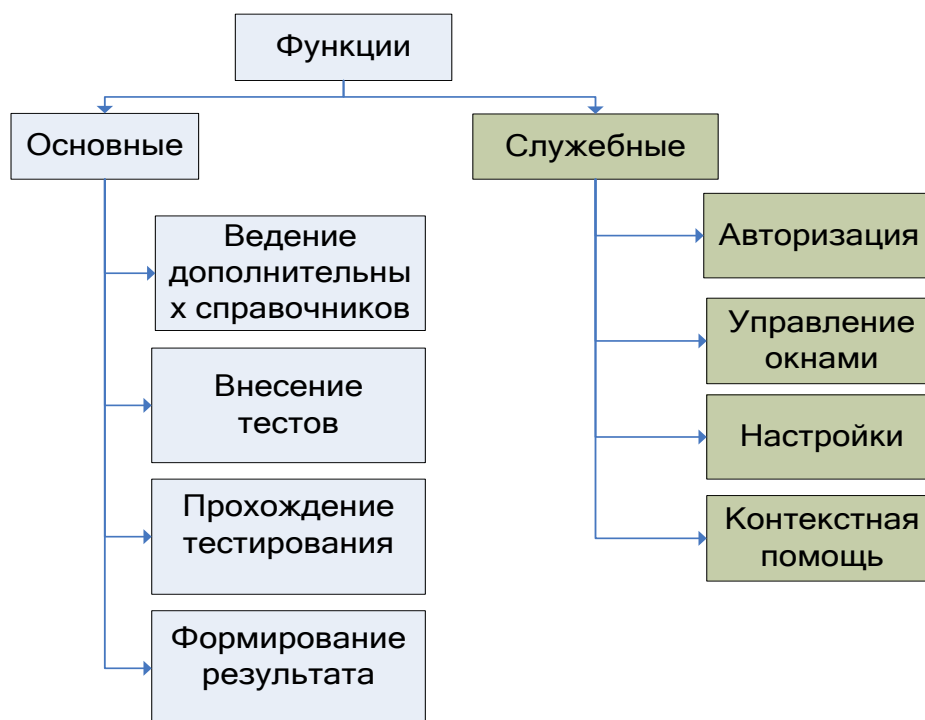 Функции
Основные
Служебные
Ведение
дополнительны
х справочников
Внесение
тестов
Прохождение
тестирования
Формирование
результата
Авторизация
Управление
окнами
Настройки
Контекстная
помощь